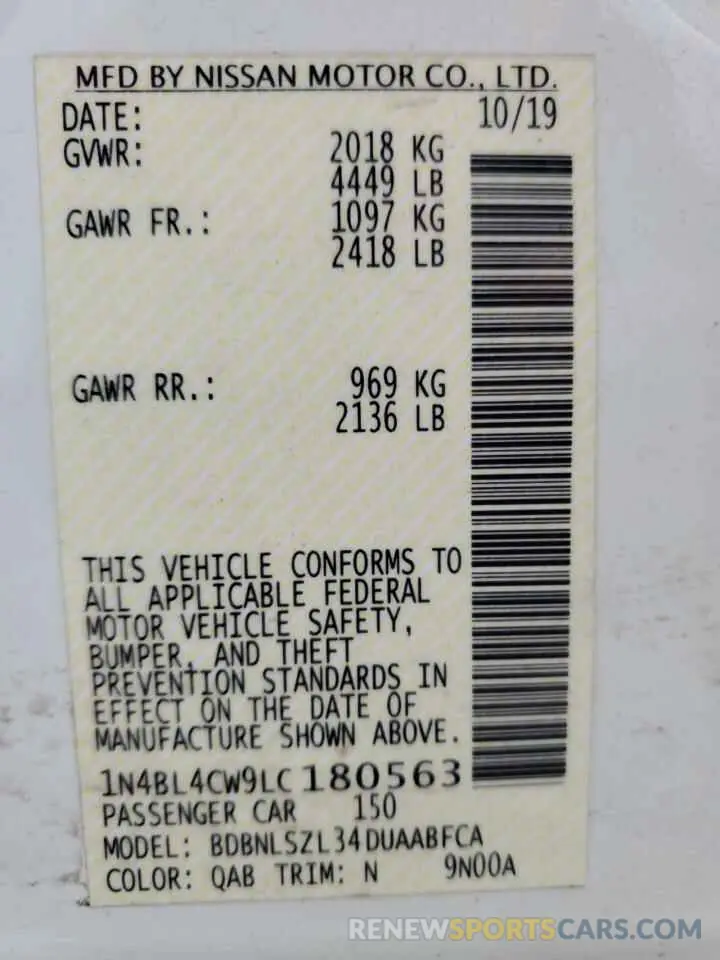 MFD BY NISSAN MOTOR CO., LTD.
DATE: 10/19
GVWR: 2018 KG
4449 LB
GAWR FR.: 1097 KG
2418 LB
GAWR RR.: 969 KG
2136 LB
THIS VEHICLE CONFORMS TO
ALL APPLICABLE FEDERAL
MOTOR VEHICLE SAFETY,
BUMPER, AND THEFT
PREVENTION STANDARDS IN
EFFECT ON THE DATE OF
MANUFACTURE SHOWN ABOVE.
1N4BL4CW9LC180563
PASSENGER CAR 150
MODEL: BDBNLSZL34DUAABFCA
COLOR: QAB TRIM: N 9N00A
RENEWSPORTSCARS.COM